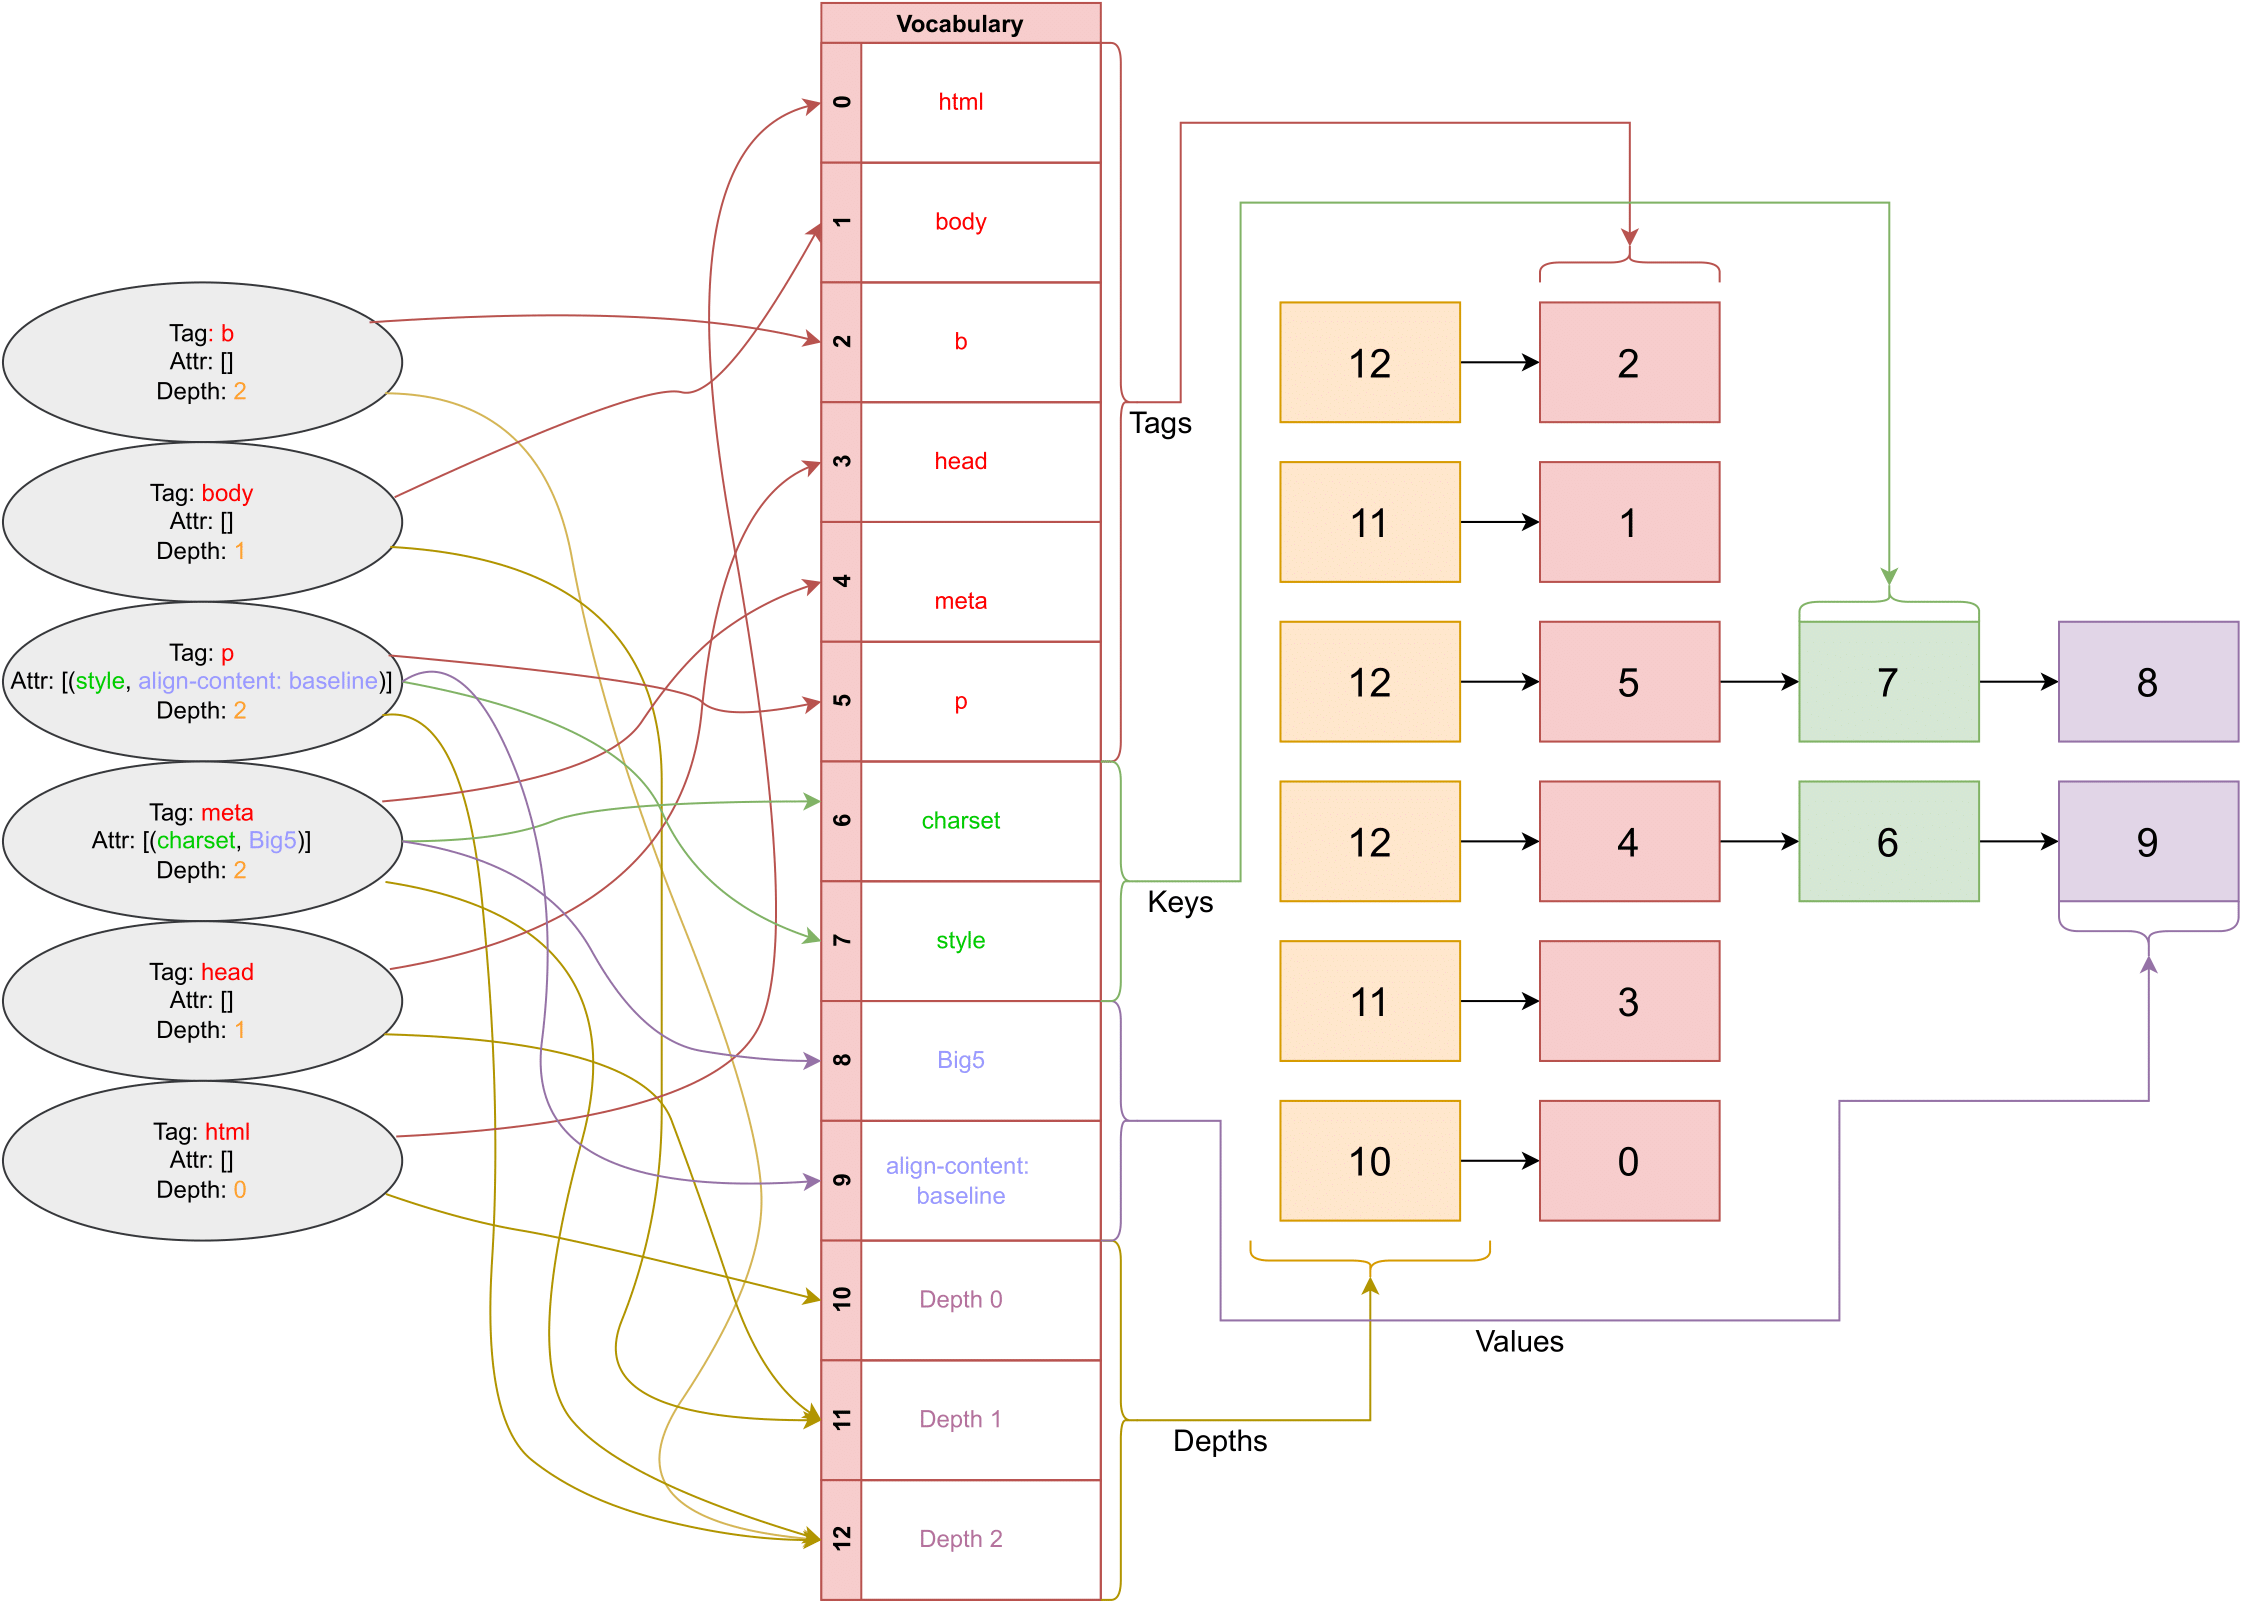 Tag: b
Attr: []
Depth: 2
Tag: body
Attr: []
Depth: 1
Tag: p
Attr: [(style, align-content: baseline)]
Depth: 2
Tag: meta
Attr: [(charset, Big5)]
Depth: 2
Tag: head
Attr: []
Depth: 1
Tag: html
Attr: []
Depth: 0
Vocabulary
0 html
1 body
2 b
3 head
4 meta
5 p
6 charset
7 style
8 Big5
9 align-content:
baseline
10 Depth 0
11 Depth 1
12 Depth 2
Tags
Keys
Values
Depths
12 2
11 1
12 5 7 8
12 4 6 9
11 3
10 0